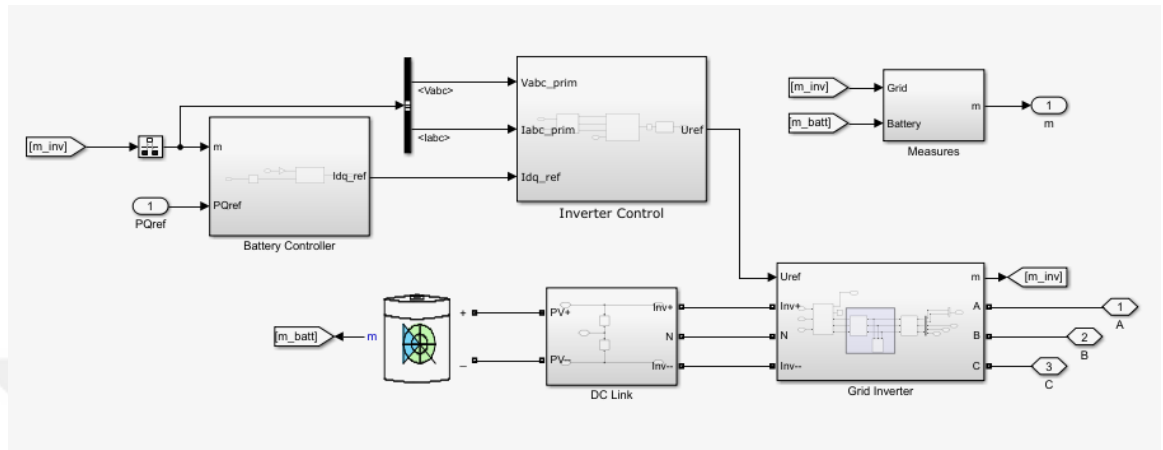 <Vabc>
<Iabc>
Vabc_prim
Iabc_prim
Idq_ref
Uref
Inverter Control
[m_inv]
[m_batt]
Grid
Battery
m
Measures
1
m
[m_inv]
m
PQref
Idq_ref
Battery Controller
1
PQref
[m_batt]
m
+
_
PV+
PV--
Inv+
N
Inv--
DC Link
Uref
Inv+
N
Inv--
m
A
B
C
Grid Inverter
[m_inv]
1
A
2
B
3
C